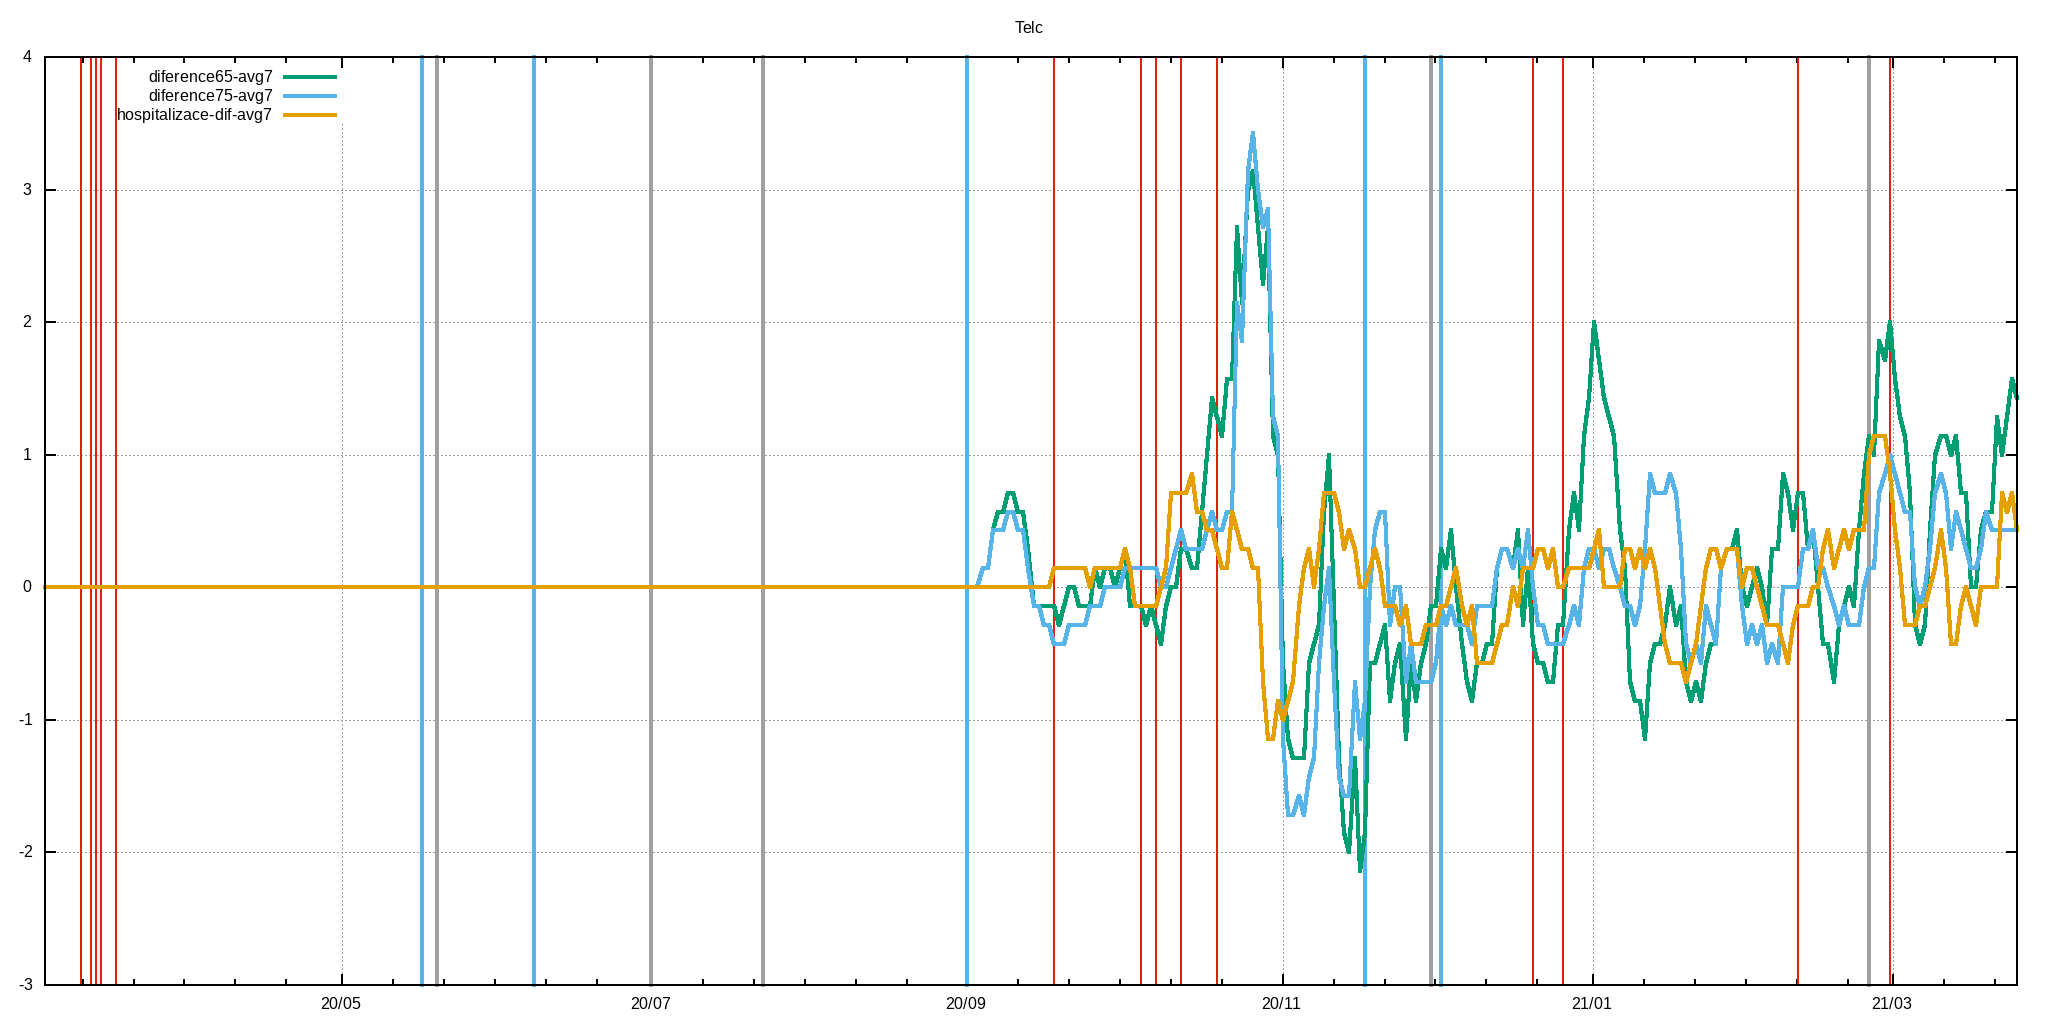 Telc
4
diference65-avg7
diference75-avg7
hospitalizace-dif-avg7
3
2
1
0
-1
-2
-3
20/05 20/07 20/09 20/11 21/01 21/03